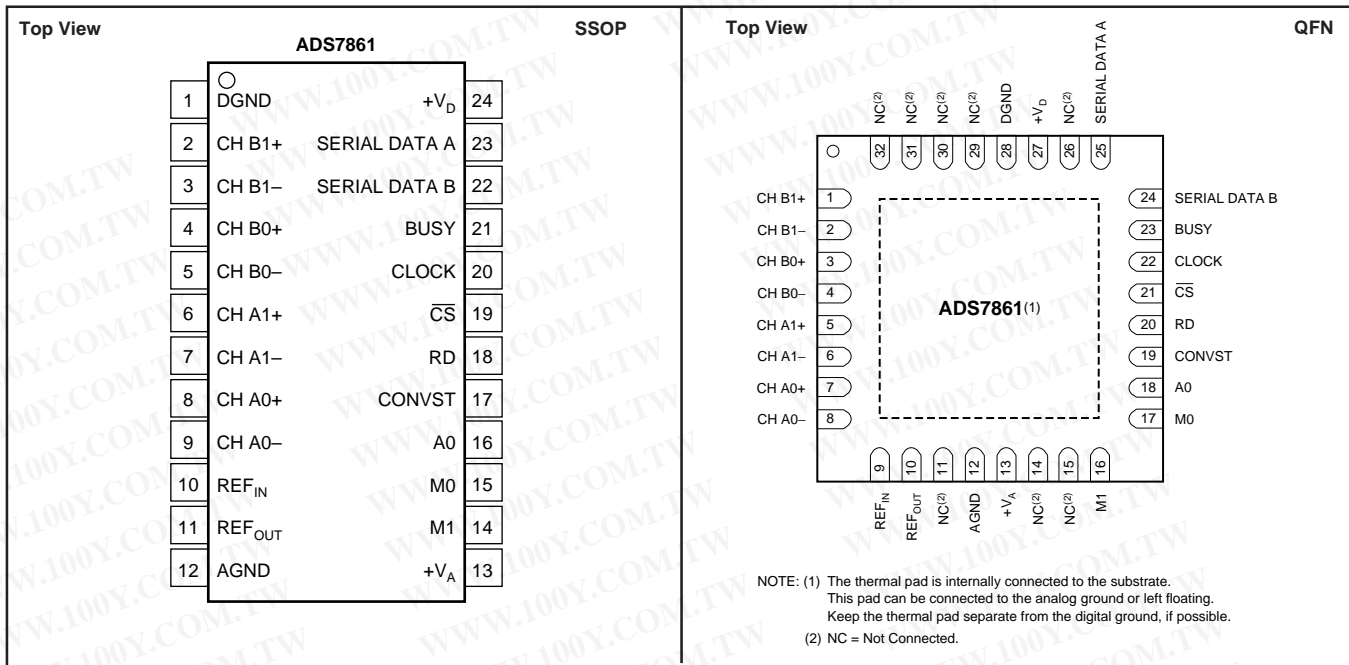 Top View
SSOP
ADS7861
1 DGND
+VD 24
2 CH B1+
SERIAL DATA A 23
3 CH B1–
SERIAL DATA B 22
4 CH B0+
BUSY 21
5 CH B0–
CLOCK 20
6 CH A1+
CS 19
7 CH A1–
RD 18
8 CH A0+
CONVST 17
9 CH A0–
A0 16
10 REFIN
M0 15
11 REFOUT
M1 14
12 AGND
+VA 13
Top View
QFN
NC(2)
NC(2)
NC(2)
NC(2)
DGND
+VD
NC(2)
SERIAL DATA A
32 31 30 29 28 27 26 25
CH B1+ 1
CH B1– 2
CH B0+ 3
CH B0– 4
CH A1+ 5
CH A1– 6
CH A0+ 7
CH A0– 8
ADS7861(1)
24 SERIAL DATA B
23 BUSY
22 CLOCK
21 CS
20 RD
19 CONVST
18 A0
17 M0
9 10 11 12 13 14 15 16
REFIN
REFOUT
NC(2)
AGND
+VA
NC(2)
NC(2)
M1
NOTE: (1) The thermal pad is internally connected to the substrate.
This pad can be connected to the analog ground or left floating.
Keep the thermal pad separate from the digital ground, if possible.
(2) NC = Not Connected.
WWW.100Y.COM.TW